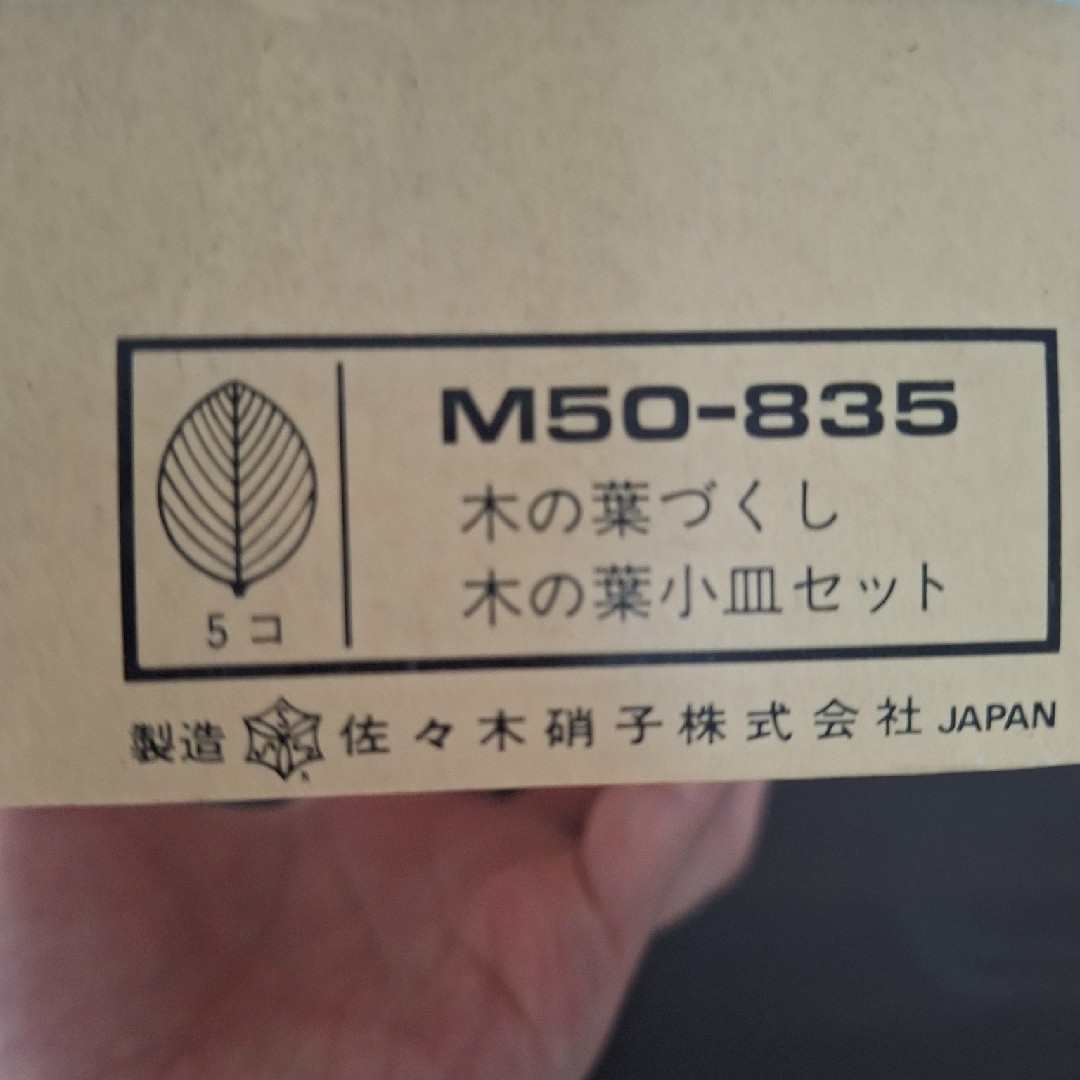 M50-835
木の葉づくし
木の葉小皿セット
5コ
製造 佐々木硝子株式会社 JAPAN